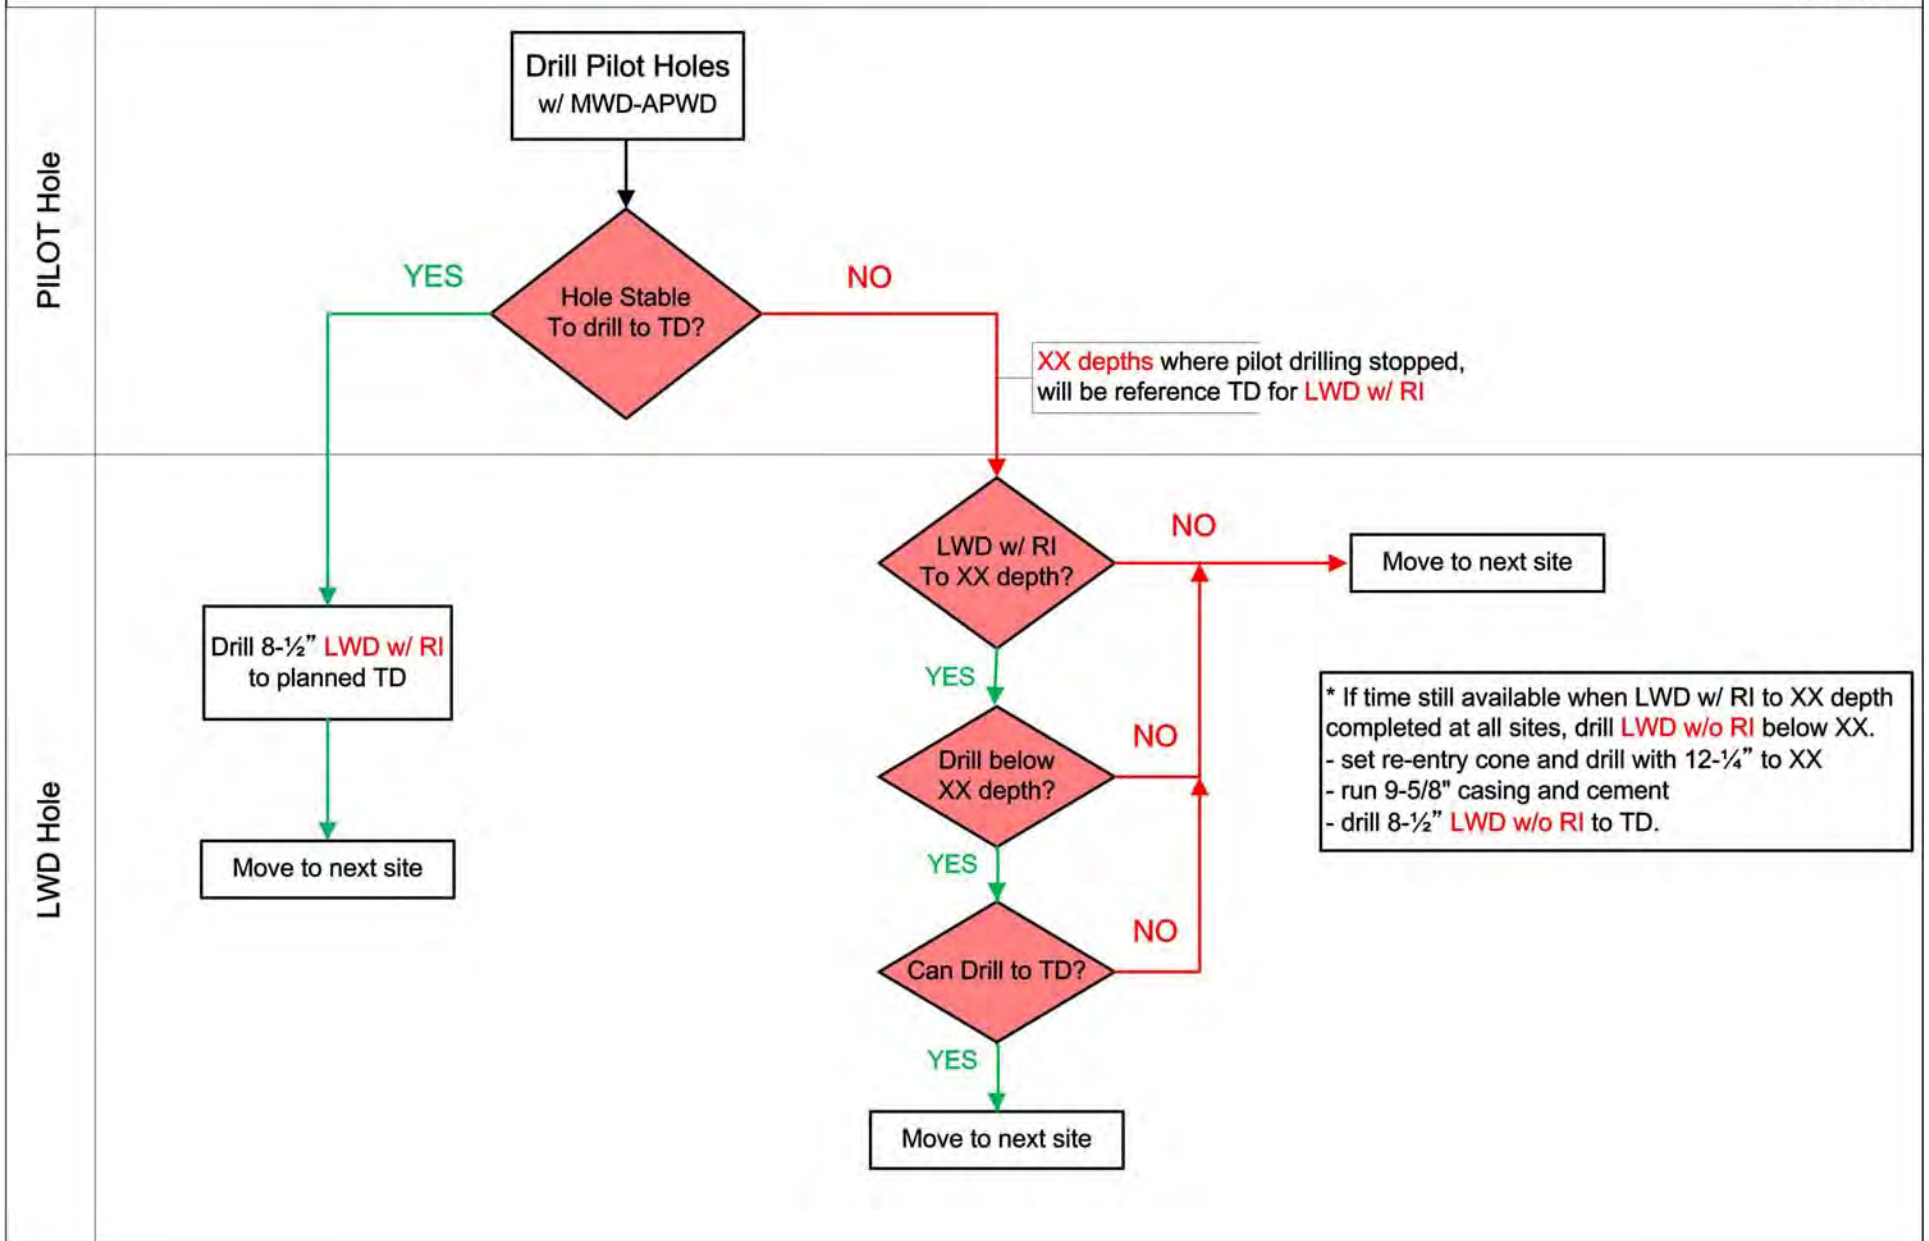 PILOT Hole
Drill Pilot Holes
w/ MWD-APWD
Hole Stable
To drill to TD?
YES
NO
XX depths where pilot drilling stopped,
will be reference TD for LWD w/ RI
LWD Hole
Drill 8-½” LWD w/ RI
to planned TD
Move to next site
LWD w/ RI
To XX depth?
NO
Move to next site
YES
Drill below
XX depth?
NO
YES
Can Drill to TD?
NO
YES
Move to next site
* If time still available when LWD w/ RI to XX depth
completed at all sites, drill LWD w/o RI below XX.
- set re-entry cone and drill with 12-¼” to XX
- run 9-5/8" casing and cement
- drill 8-½” LWD w/o RI to TD.